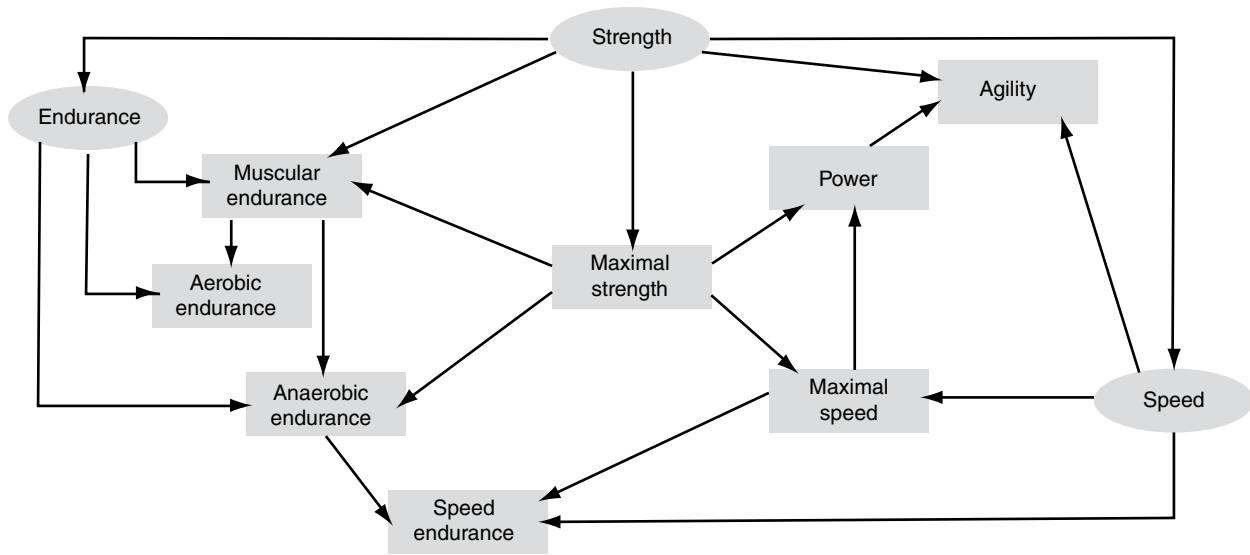 Strength
Agility
Endurance
Muscular
endurance
Power
Aerobic
endurance
Maximal
strength
Anaerobic
endurance
Maximal
speed
Speed
Speed
endurance